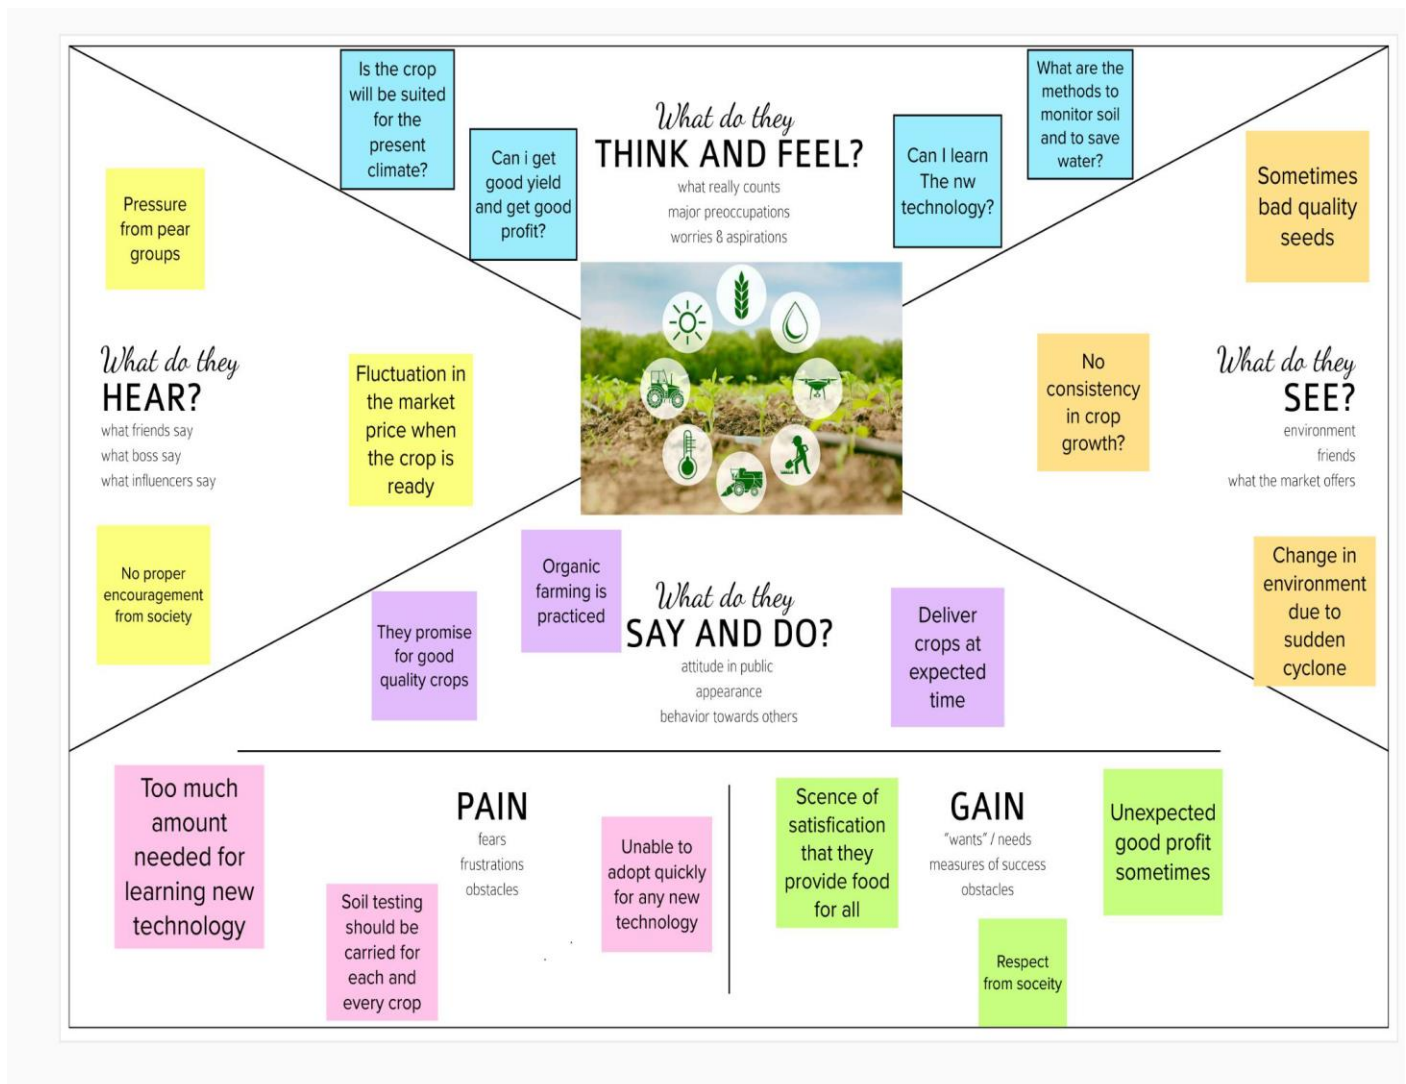 Is the crop
will be suited
for the
present
climate?
Can i get
good yield
and get good
profit?
What do they
THINK AND FEEL?
what really counts
major preoccupations
worries & aspirations
Can I learn
The nw
technology?
What are the
methods to
monitor soil
and to save
water?
Pressure
from pear
groups
What do they
HEAR?
what friends say
what boss say
what influencers say
Fluctuation in
the market
price when
the crop is
ready
No proper
encouragement
from society
Sometimes
bad quality
seeds
No
consistency
in crop
growth?
What do they
SEE?
environment
friends
what the market offers
Change in
environment
due to
sudden
cyclone
They promise
for good
quality crops
Organic
farming is
practiced
What do they
SAY AND DO?
attitude in public
appearance
behavior towards others
Deliver
crops at
expected
time
Too much
amount
needed for
learning new
technology
Soil testing
should be
carried for
each and
every crop
PAIN
fears
frustrations
obstacles
Unable to
adopt quickly
for any new
technology
Scence of
satisfication
that they
provide food
for all
GAIN
"wants" / needs
measures of success
obstacles
Respect
from soceity
Unexpected
good profit
sometimes